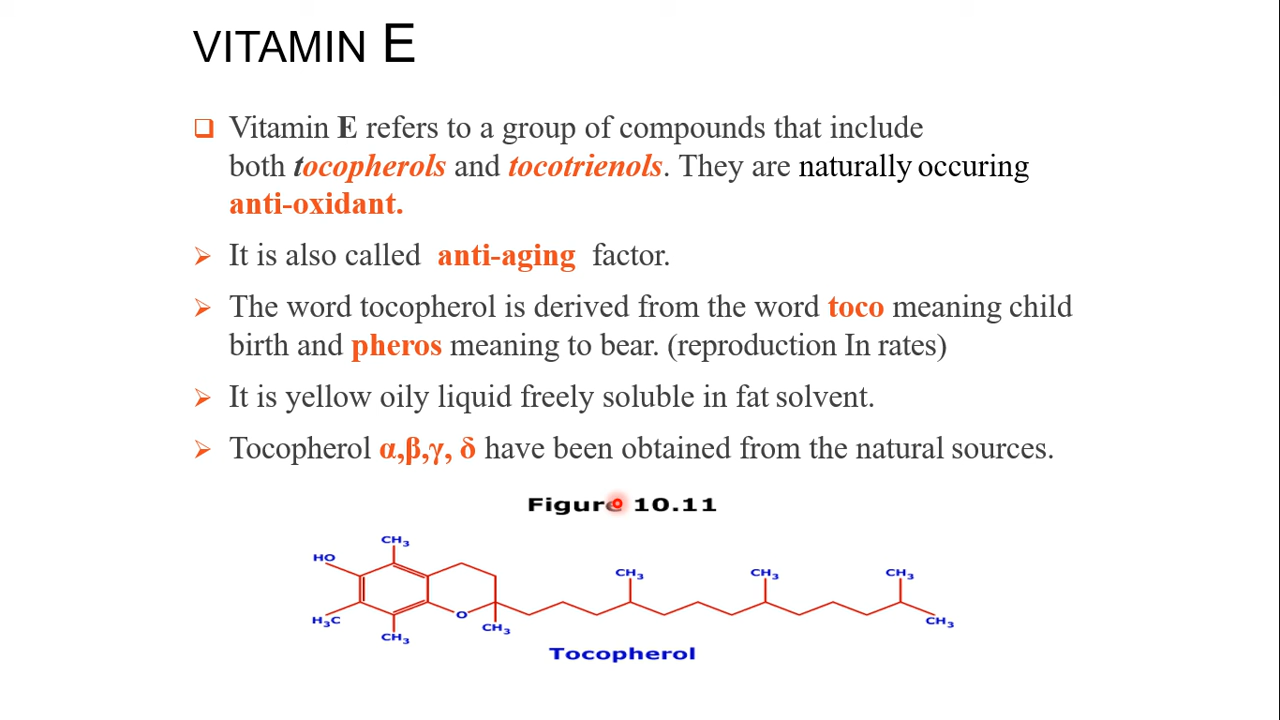 VITAMIN E
Vitamin E refers to a group of compounds that include
both tocopherols and tocotrienols. They are naturally occuring
anti-oxidant.
It is also called anti-aging factor.
The word tocopherol is derived from the word toco meaning child
birth and pheros meaning to bear. (reproduction In rates)
It is yellow oily liquid freely soluble in fat solvent.
Tocopherol α,β,γ, δ have been obtained from the natural sources.
Figure 10.11
CH₃
HO
CH₃ CH₃ CH₃
O
H₃C CH₃ CH₃
CH₃
Tocopherol